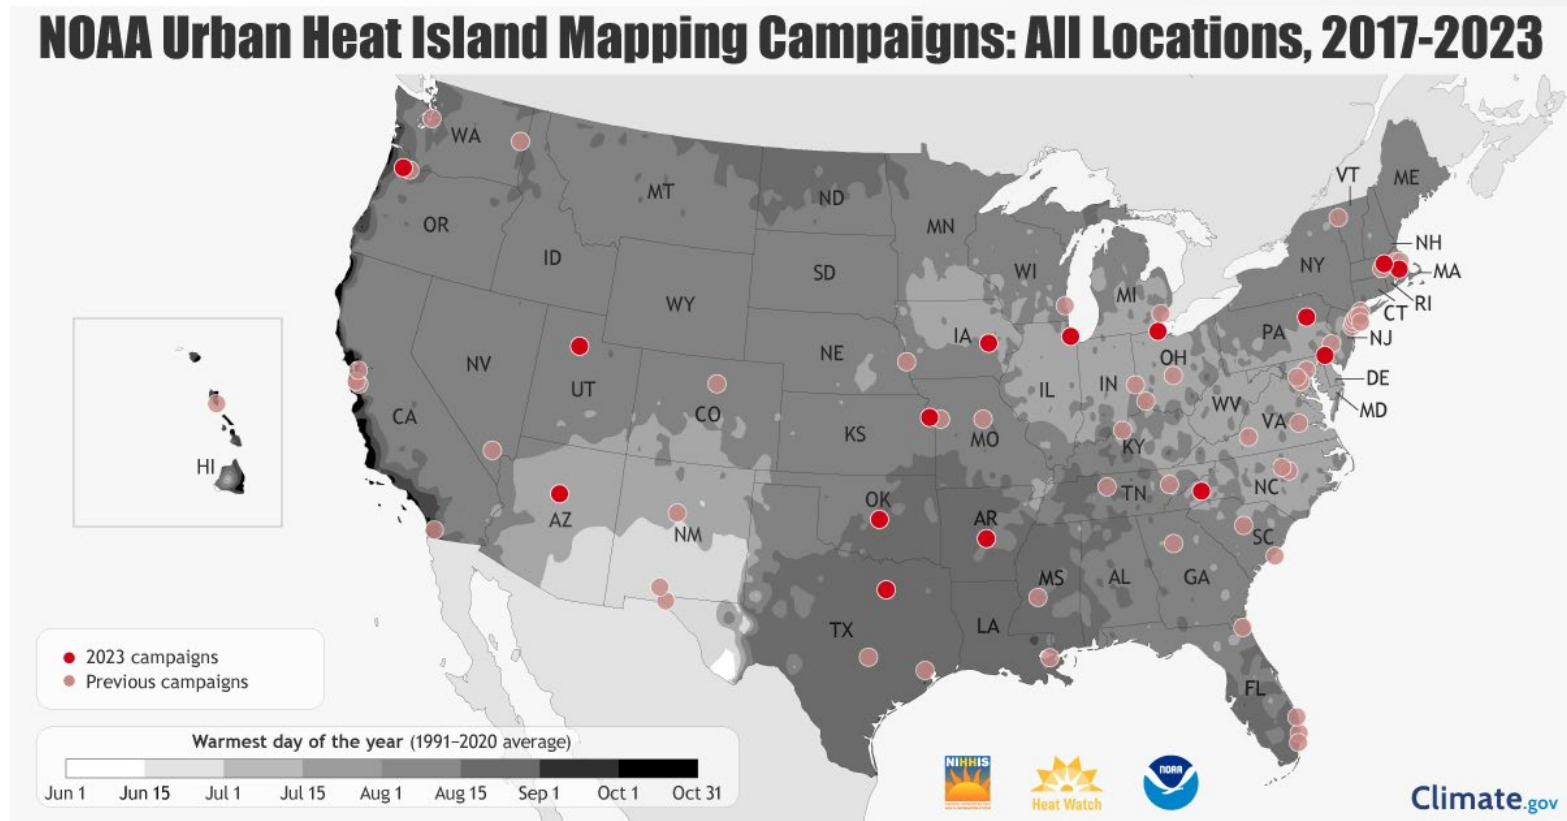 NOAA Urban Heat Island Mapping Campaigns: All Locations, 2017-2023
WA
MT
ND
MN
VT
ME
OR
ID
SD
WI
MI
NY
NH
MA
RI
CT
WY
IA
PA
NJ
NV
UT
NE
IL
IN
OH
DE
MD
CA
CO
KS
MO
WV
VA
KY
HI
AZ
NM
OK
AR
TN
NC
SC
MS
AL
GA
TX
LA
FL
2023 campaigns
Previous campaigns
Warmest day of the year (1991–2020 average)
Jun 1 Jun 15 Jul 1 Jul 15 Aug 1 Aug 15 Sep 1 Oct 1 Oct 31
NIHHIS
Heat Watch
NOAA
Climate.gov